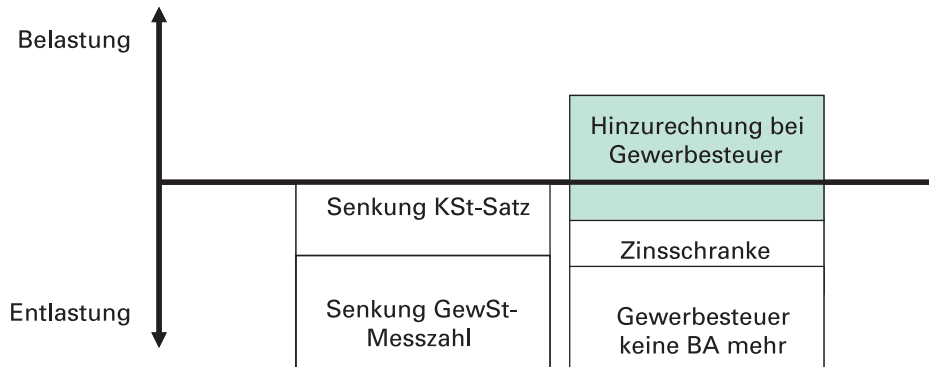 Belastung
Hinzurechnung bei
Gewerbesteuer
Senkung KSt-Satz
Zinsschranke
Entlastung
Senkung GewSt-
Messzahl
Gewerbesteuer
keine BA mehr